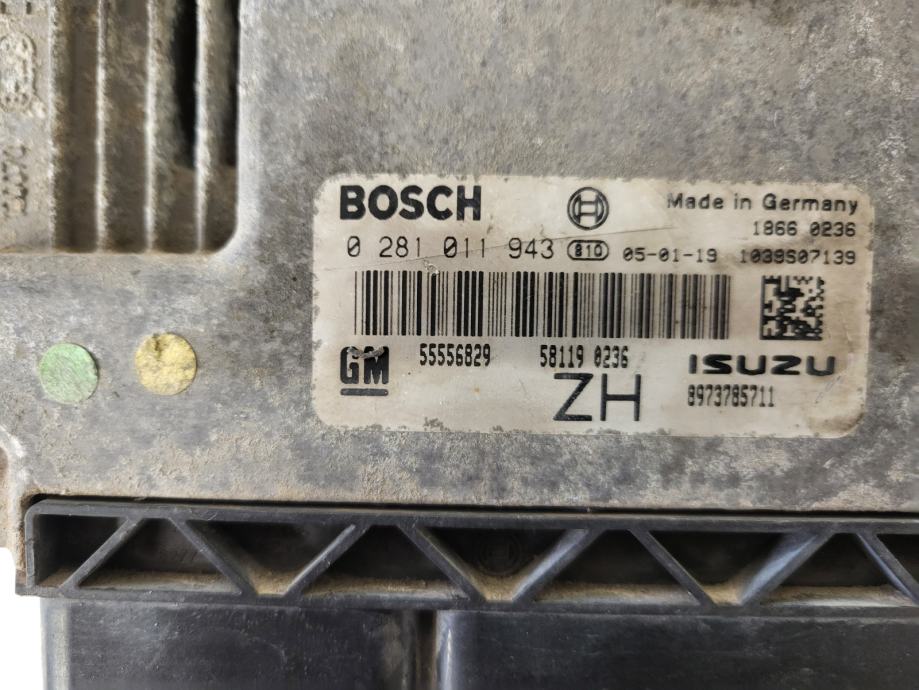 BOSCH Made in Germany
1866 0236
0 281 011 943 810 05-01-19 1039S07139
GM 55556829 58119 0236 ISUZU
ZH 8973785711